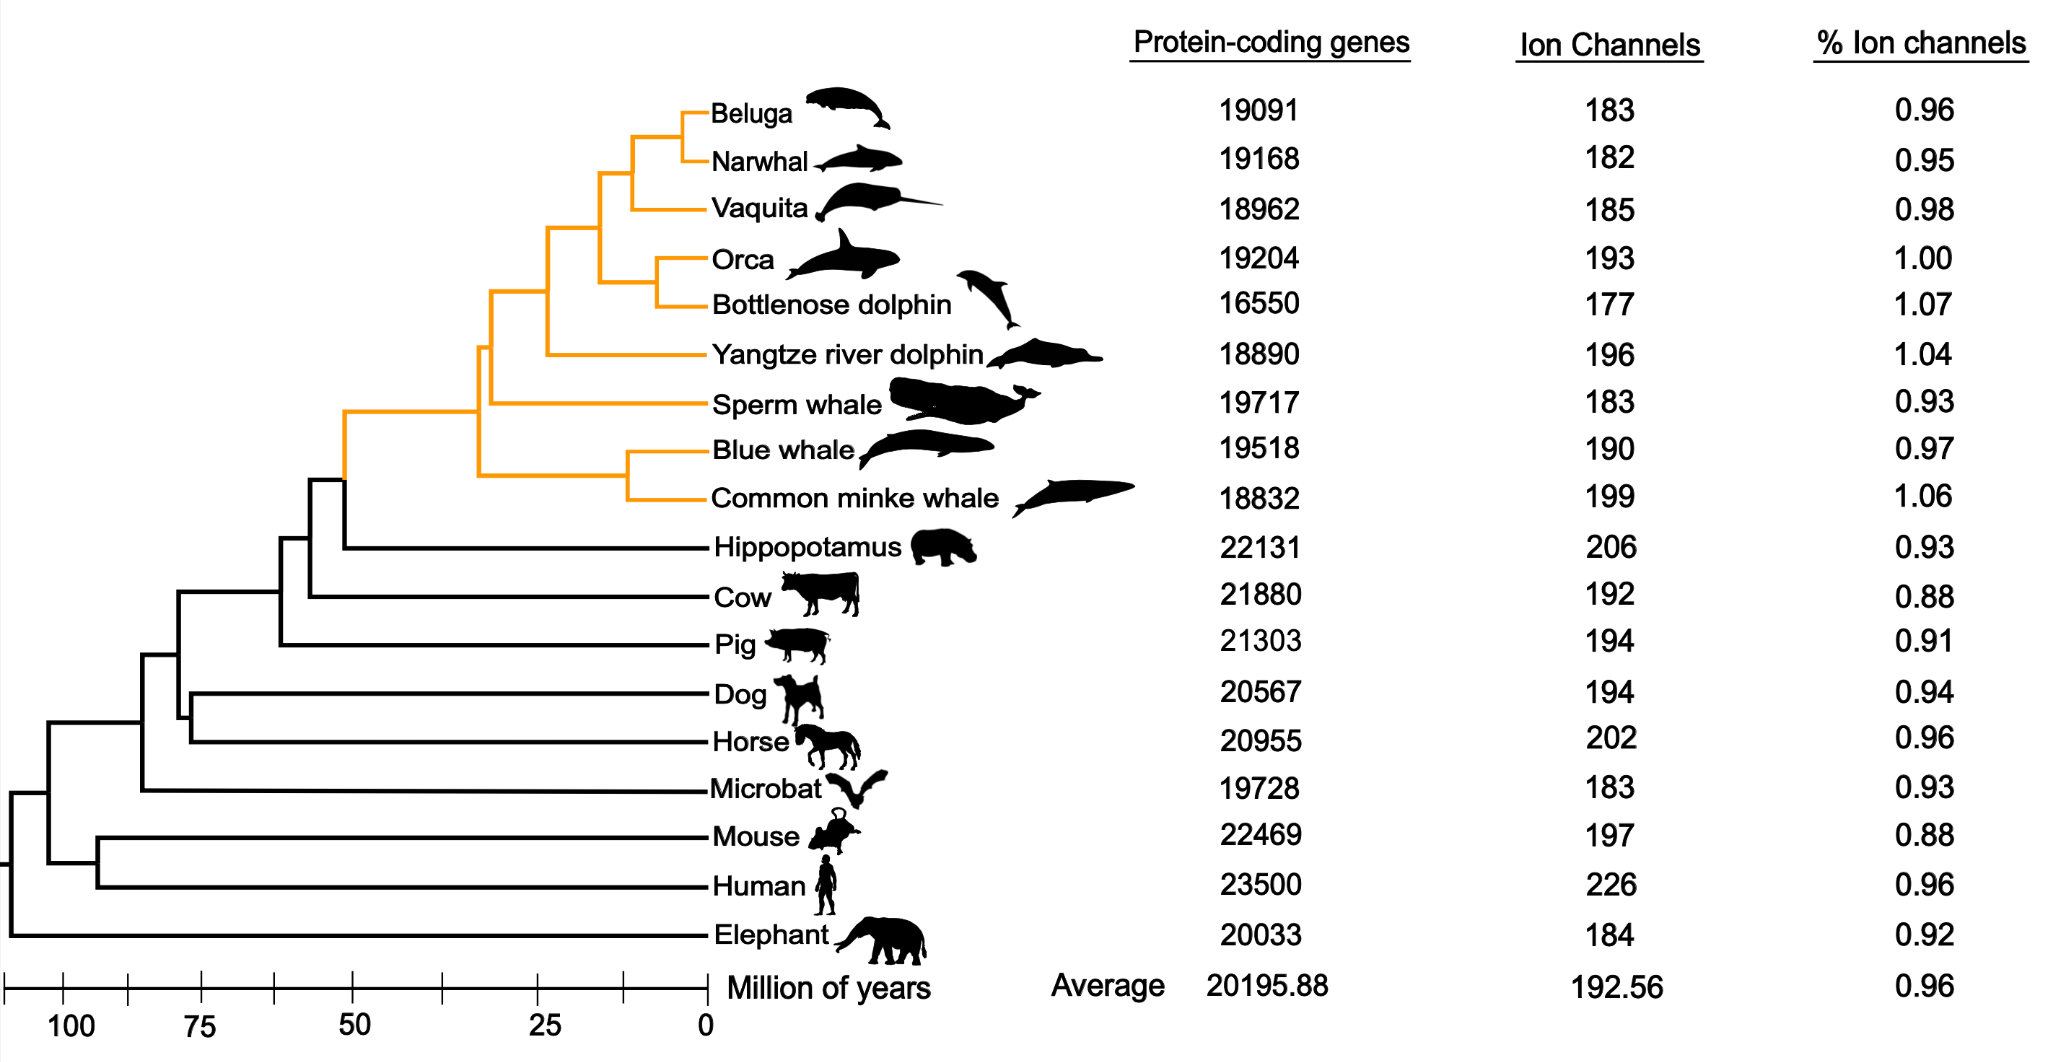 Protein-coding genes Ion Channels % Ion channels
Beluga 19091 183 0.96
Narwhal 19168 182 0.95
Vaquita 18962 185 0.98
Orca 19204 193 1.00
Bottlenose dolphin 16550 177 1.07
Yangtze river dolphin 18890 196 1.04
Sperm whale 19717 183 0.93
Blue whale 19518 190 0.97
Common minke whale 18832 199 1.06
Hippopotamus 22131 206 0.93
Cow 21880 192 0.88
Pig 21303 194 0.91
Dog 20567 194 0.94
Horse 20955 202 0.96
Microbat 19728 183 0.93
Mouse 22469 197 0.88
Human 23500 226 0.96
Elephant 20033 184 0.92
Million of years Average 20195.88 192.56 0.96
100 75 50 25 0